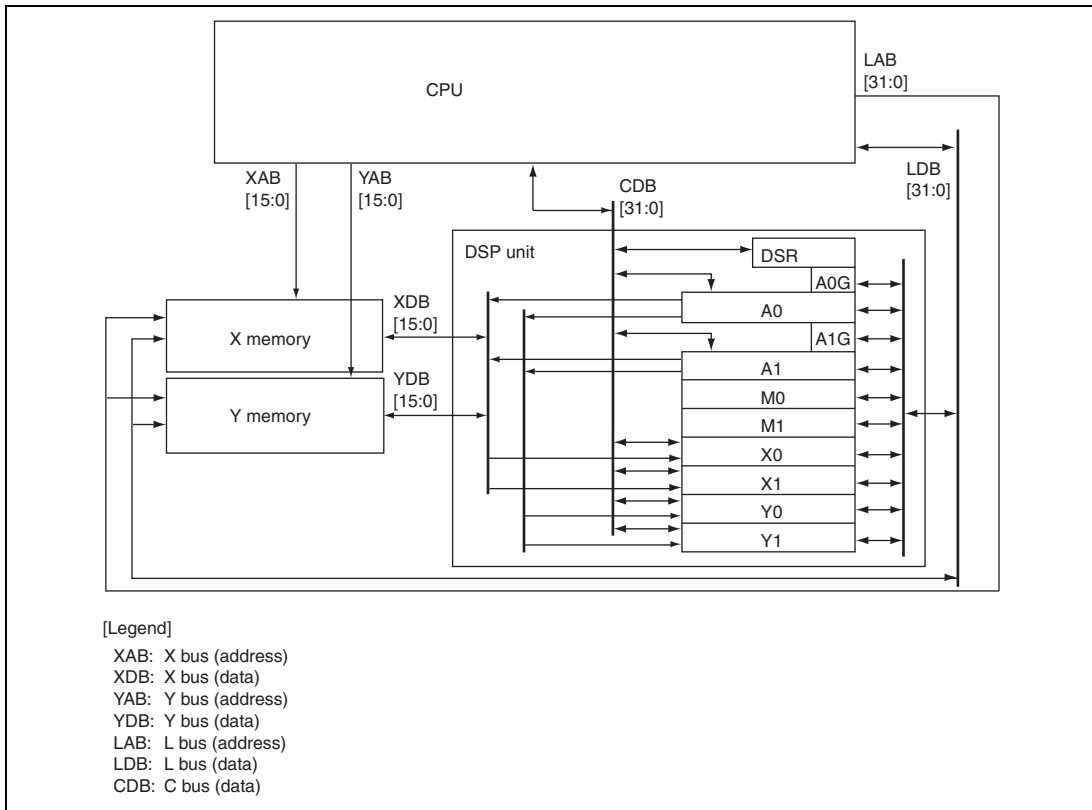 CPU
LAB
[31:0]
LDB
[31:0]
XAB
[15:0]
YAB
[15:0]
CDB
[31:0]
DSP unit
DSR
A0G
A0
A1G
A1
M0
M1
X0
X1
Y0
Y1
XDB
[15:0]
X memory
YDB
[15:0]
Y memory
[Legend]
XAB: X bus (address)
XDB: X bus (data)
YAB: Y bus (address)
YDB: Y bus (data)
LAB: L bus (address)
LDB: L bus (data)
CDB: C bus (data)